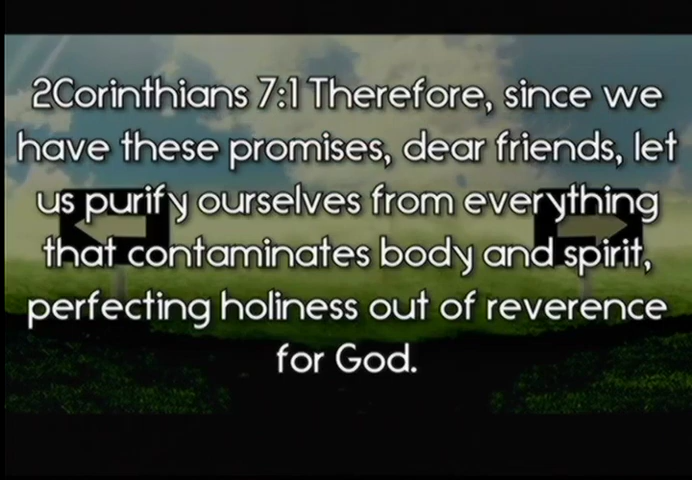 2Corinthians 7:1 Therefore, since we
have these promises, dear friends, let
us purify ourselves from everything
that contaminates body and spirit,
perfecting holiness out of reverence
for God.